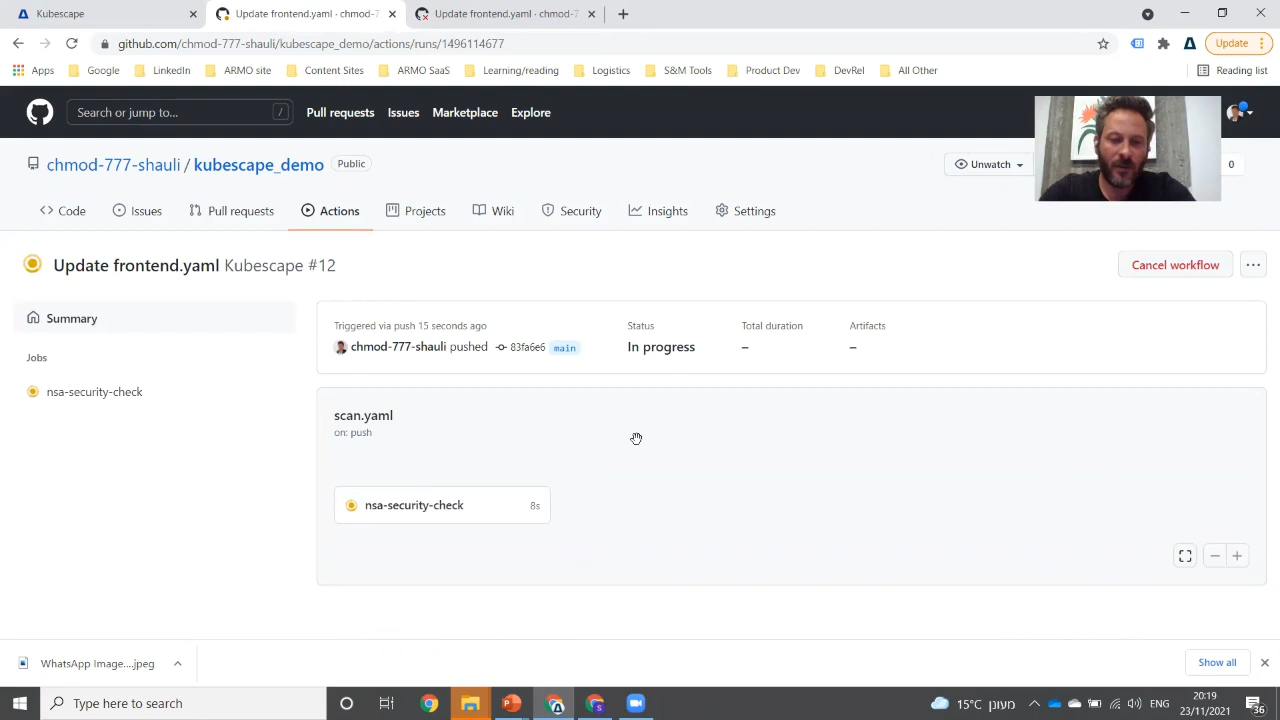 Kubescape
Update frontend.yaml · chmod-7
Update frontend.yaml · chmod-7
github.com/chmod-777-shauli/kubescape_demo/actions/runs/1496114677
Update
Apps
Google
LinkedIn
ARMO site
Content Sites
ARMO SaaS
Learning/reading
Logistics
S&M Tools
Product Dev
DevRel
All Other
Reading list
Search or jump to...
/
Pull requests
Issues
Marketplace
Explore
chmod-777-shauli / kubescape_demo
Public
Unwatch
0
Code
Issues
Pull requests
Actions
Projects
Wiki
Security
Insights
Settings
Update frontend.yaml Kubescape #12
Cancel workflow
Summary
Jobs
nsa-security-check
Triggered via push 15 seconds ago
chmod-777-shauli pushed 83fa6e6 main
Status
In progress
Total duration
–
Artifacts
–
scan.yaml
on: push
nsa-security-check
8s
WhatsApp Image....jpeg
Show all
Type here to search
15°C מעונן
ENG
20:19
23/11/2021
36